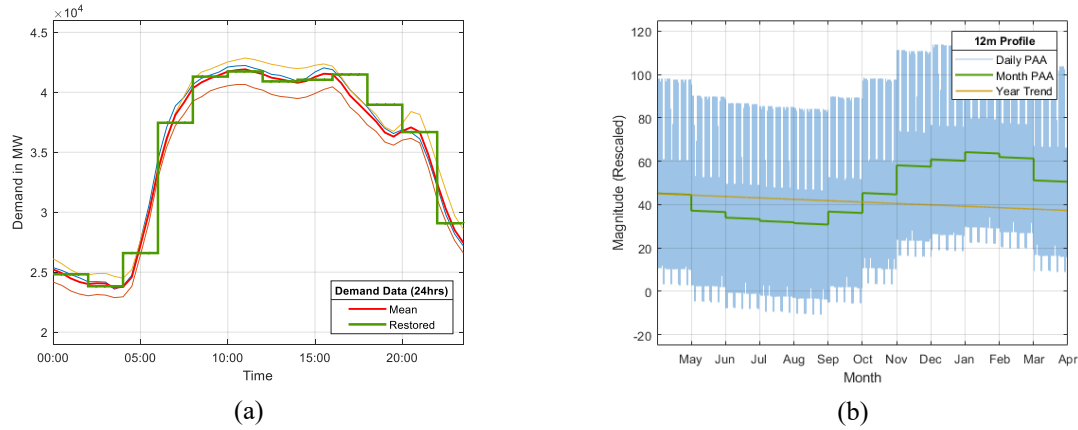 ×10⁴
4.5
4
3.5
3
2.5
2
Demand in MW
00:00 05:00 10:00 15:00 20:00
Time
Demand Data (24hrs)
Mean
Restored
(a)
120
100
80
60
40
20
0
-20
Magnitude (Rescaled)
May Jun Jul Aug Sep Oct Nov Dec Jan Feb Mar Apr
Month
12m Profile
Daily PAA
Month PAA
Year Trend
(b)